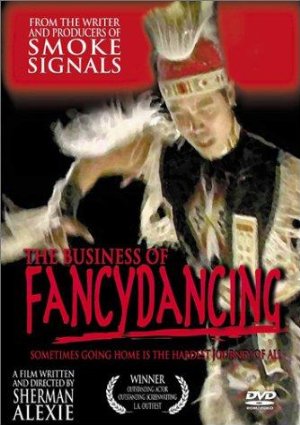 FROM THE WRITER
AND PRODUCERS OF
SMOKE
SIGNALS
THE BUSINESS OF
FANCYDANCING
SOMETIMES GOING HOME IS THE HARDEST JOURNEY OF ALL
A FILM WRITTEN
AND DIRECTED BY
SHERMAN
ALEXIE
WINNER
OUTSTANDING ACTOR
OUTSTANDING SCREENWRITING
L.A. OUTFEST
DVD